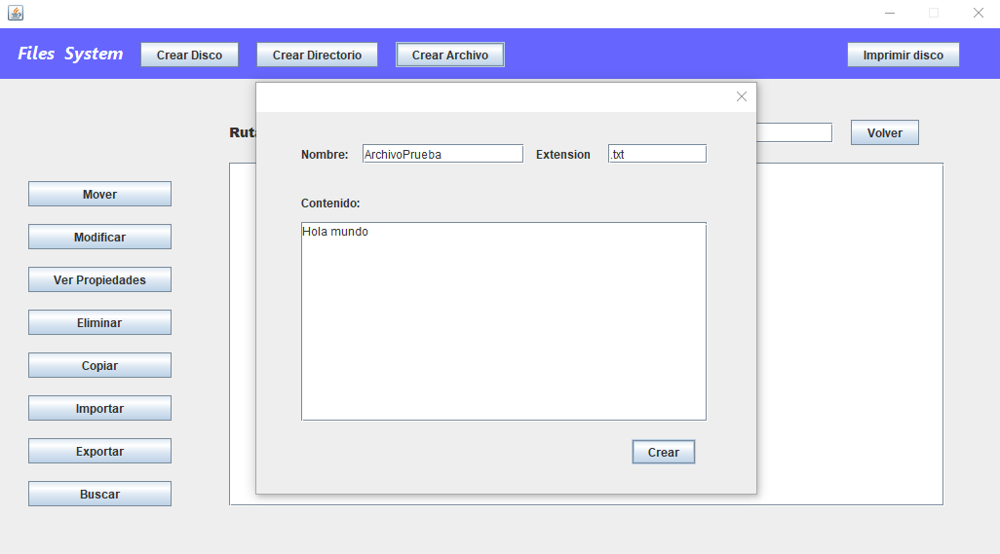 Files System
Crear Disco
Crear Directorio
Crear Archivo
Imprimir disco
Volver
Nombre:
ArchivoPrueba
Extension
.txt
Contenido:
Hola mundo
Crear
Mover
Modificar
Ver Propiedades
Eliminar
Copiar
Importar
Exportar
Buscar